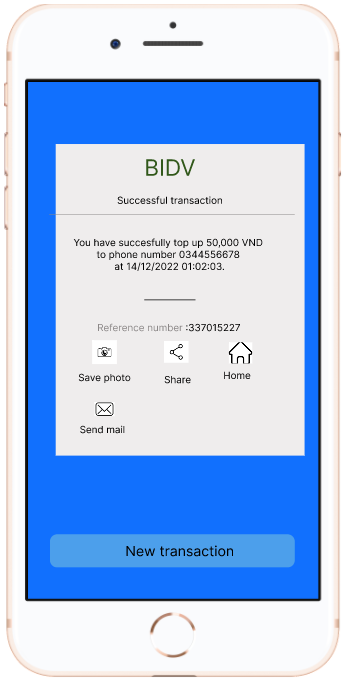 BIDV
Successful transaction
You have succesfully top up 50,000 VND
to phone number 0344556678
at 14/12/2022 01:02:03.
Reference number :337015227
Save photo
Share
Home
Send mail
New transaction